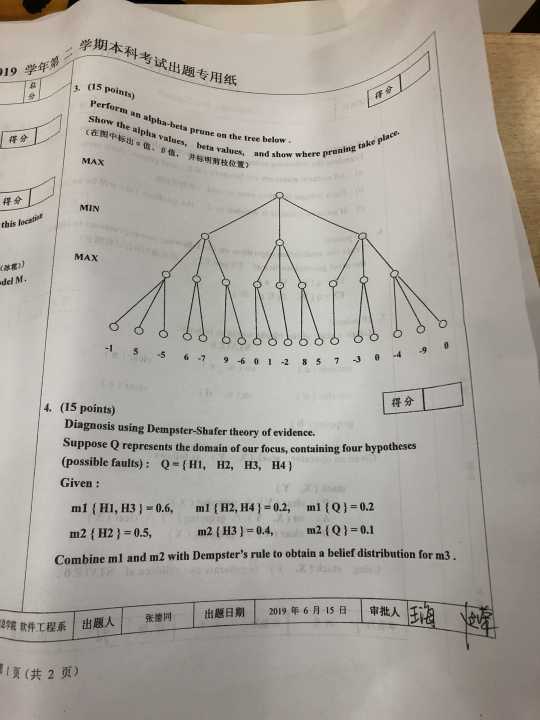 019 学年第二学期本科考试出题专用纸
总
分
得分
得分
this locatist
(冰雹))
del M.
得分
3. (15 points)
Perform an alpha-beta prune on the tree below .
Show the alpha values, beta values, and show where pruning take place.
(在图中标出 α 值, β 值, 并标明剪枝位置)
MAX
MIN
MAX
-1 5 -5 6 -7 9 -6 0 1 -2 8 5 7 -3 0 -4 -9 0
得分
4. (15 points)
Diagnosis using Dempster-Shafer theory of evidence.
Suppose Q represents the domain of our focus, containing four hypotheses
(possible faults) : Q = { H1, H2, H3, H4 }
Given :
m1 { H1, H3 } = 0.6, m1 { H2, H4 } = 0.2, m1 { Q } = 0.2
m2 { H2 } = 0.5, m2 { H3 } = 0.4, m2 { Q } = 0.1
Combine m1 and m2 with Dempster's rule to obtain a belief distribution for m3 .
学院 软件工程系 出题人 张德同 出题日期 2019 年 6 月 15 日 审批人
页(共 2 页)